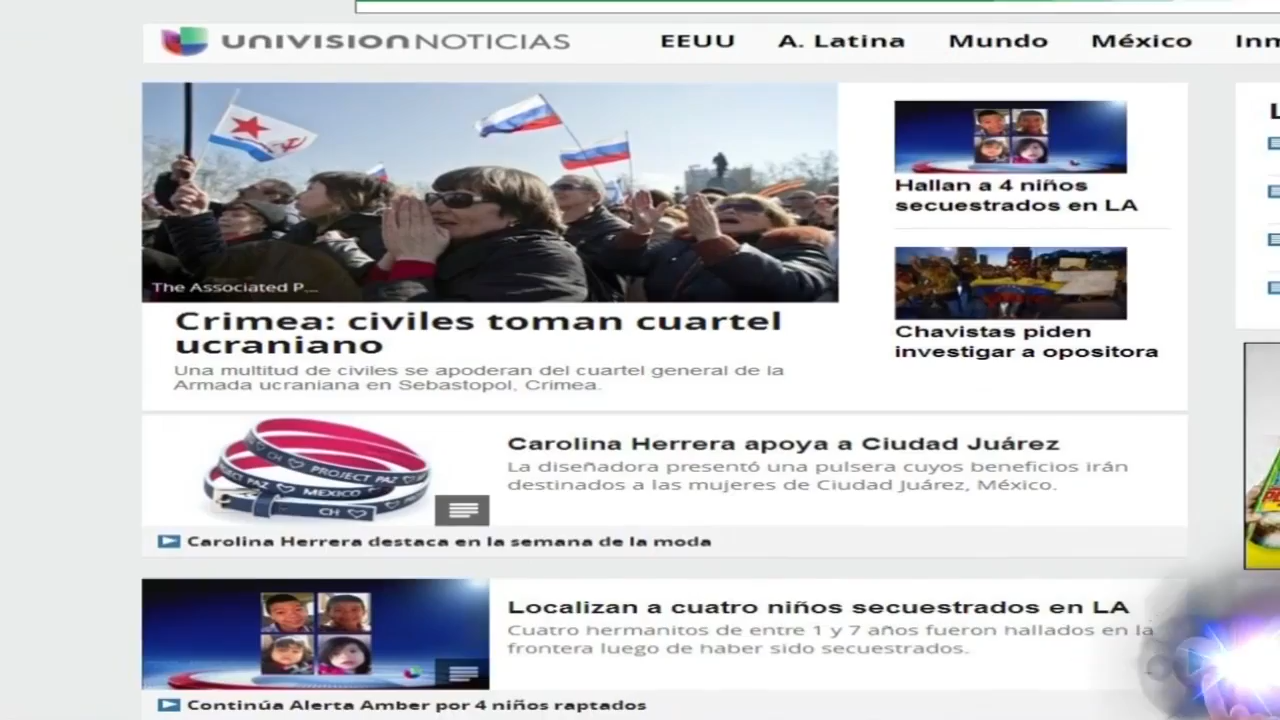 UNIVISION NOTICIAS
EEUU
A. Latina
Mundo
México
The Associated P...
Crimea: civiles toman cuartel
ucraniano
Una multitud de civiles se apoderan del cuartel general de la
Armada ucraniana en Sebastopol, Crimea.
Hallan a 4 niños
secuestrados en LA
Chavistas piden
investigar a opositora
PROJECT PAZ
PAZ
MEXICO
CH
Carolina Herrera apoya a Ciudad Juárez
La diseñadora presentó una pulsera cuyos beneficios irán
destinados a las mujeres de Ciudad Juárez, México.
Carolina Herrera destaca en la semana de la moda
Localizan a cuatro niños secuestrados en LA
Cuatro hermanitos de entre 1 y 7 años fueron hallados en la
frontera luego de haber sido secuestrados.
Continúa Alerta Amber por 4 niños raptados